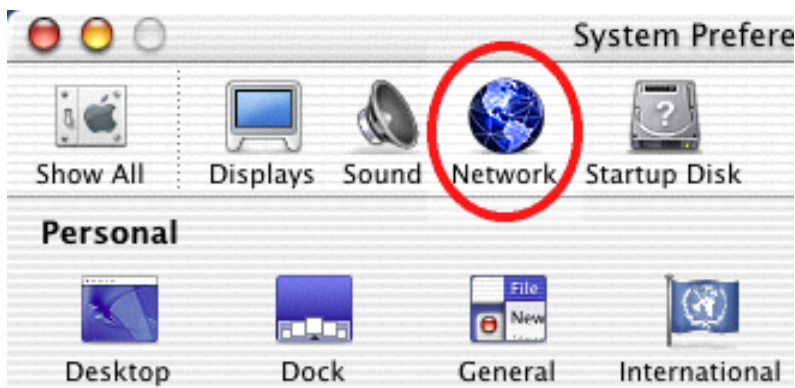 System Prefere
Show All Displays Sound Network Startup Disk
Personal
File
New
Desktop Dock General International